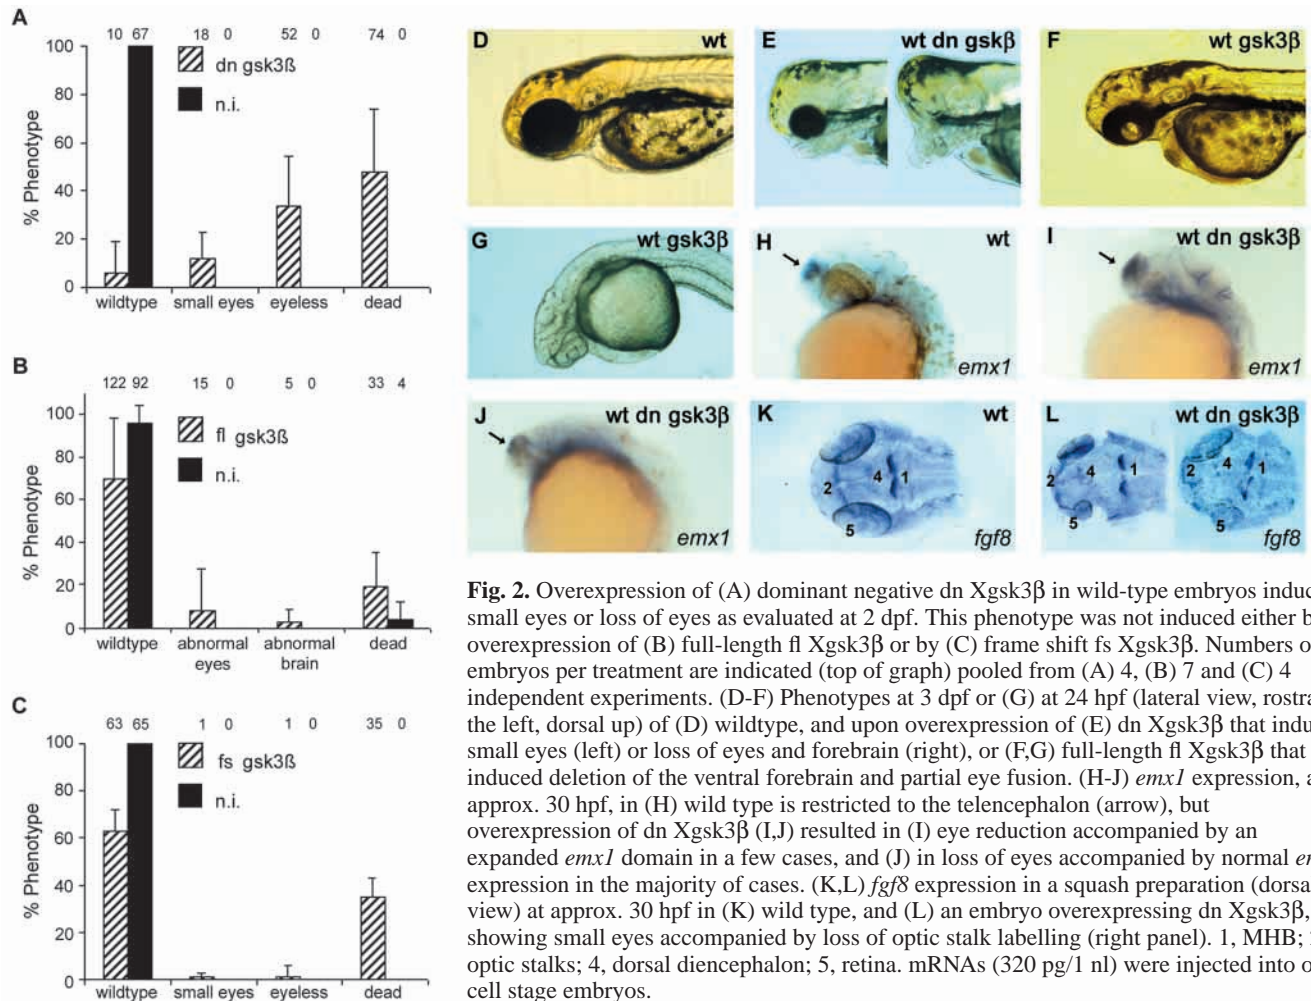 A
10 67 18 0 52 0 74 0
100
80
60
40
20
0
% Phenotype
dn gsk3ß
n.i.
wildtype small eyes eyeless dead
B
122 92 15 0 5 0 33 4
100
80
60
40
20
0
% Phenotype
fl gsk3ß
n.i.
wildtype abnormal eyes abnormal brain dead
C
63 65 1 0 1 0 35 0
100
80
60
40
20
0
% Phenotype
fs gsk3ß
n.i.
wildtype small eyes eyeless dead
D wt
E wt dn gskβ
F wt gsk3β
G wt gsk3β
H wt
emx1
I wt dn gsk3β
emx1
J wt dn gsk3β
emx1
K wt
2 4 1
5
fgf8
L wt dn gsk3β
2 4 1
5
2 4 1
5
fgf8
Fig. 2. Overexpression of (A) dominant negative dn Xgsk3β in wild-type embryos induc
small eyes or loss of eyes as evaluated at 2 dpf. This phenotype was not induced either b
overexpression of (B) full-length fl Xgsk3β or by (C) frame shift fs Xgsk3β. Numbers o
embryos per treatment are indicated (top of graph) pooled from (A) 4, (B) 7 and (C) 4
independent experiments. (D-F) Phenotypes at 3 dpf or (G) at 24 hpf (lateral view, rostra
the left, dorsal up) of (D) wildtype, and upon overexpression of (E) dn Xgsk3β that indu
small eyes (left) or loss of eyes and forebrain (right), or (F,G) full-length fl Xgsk3β that
induced deletion of the ventral forebrain and partial eye fusion. (H-J) emx1 expression, a
approx. 30 hpf, in (H) wild type is restricted to the telencephalon (arrow), but
overexpression of dn Xgsk3β (I,J) resulted in (I) eye reduction accompanied by an
expanded emx1 domain in a few cases, and (J) in loss of eyes accompanied by normal em
expression in the majority of cases. (K,L) fgf8 expression in a squash preparation (dorsa
view) at approx. 30 hpf in (K) wild type, and (L) an embryo overexpressing dn Xgsk3β,
showing small eyes accompanied by loss of optic stalk labelling (right panel). 1, MHB;
optic stalks; 4, dorsal diencephalon; 5, retina. mRNAs (320 pg/1 nl) were injected into o
cell stage embryos.